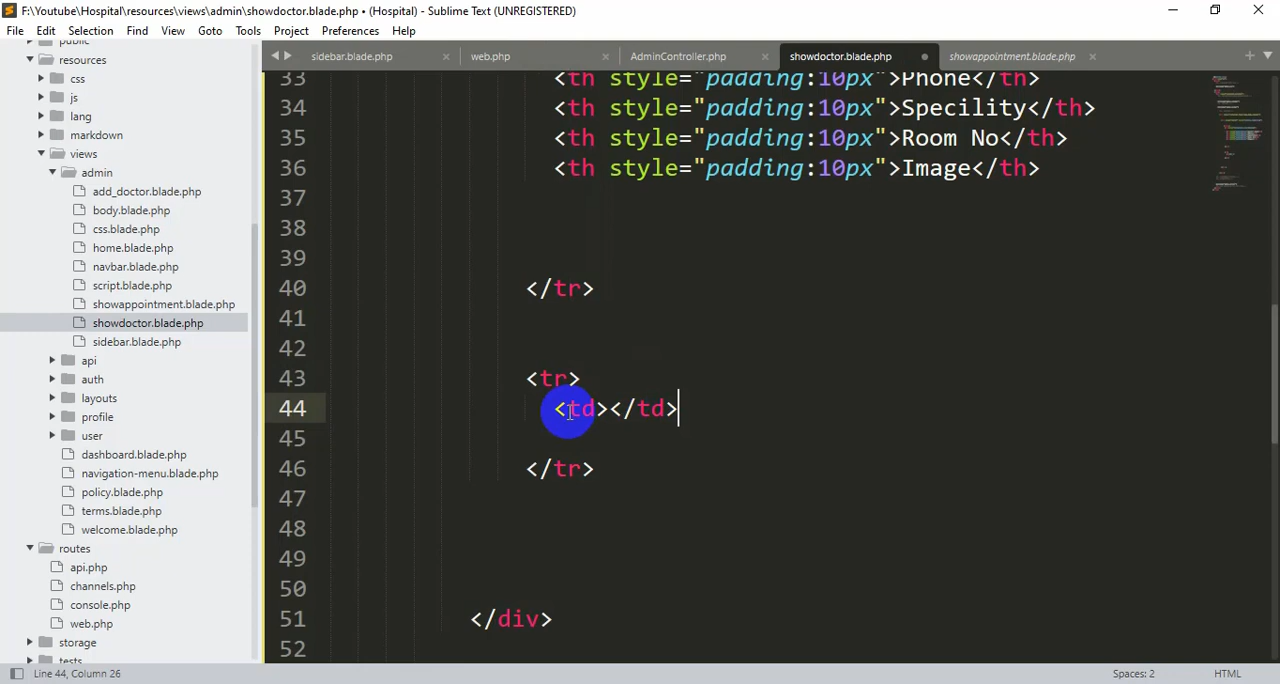 F:\Youtube\Hospital\resources\views\admin\showdoctor.blade.php • (Hospital) - Sublime Text (UNREGISTERED)
File Edit Selection Find View Goto Tools Project Preferences Help
sidebar.blade.php × web.php × AdminController.php × showdoctor.blade.php showappointment.blade.php ×
public
resources
css
js
lang
markdown
views
admin
add_doctor.blade.php
body.blade.php
css.blade.php
home.blade.php
navbar.blade.php
script.blade.php
showappointment.blade.php
showdoctor.blade.php
sidebar.blade.php
api
auth
layouts
profile
user
dashboard.blade.php
navigation-menu.blade.php
policy.blade.php
terms.blade.php
welcome.blade.php
routes
api.php
channels.php
console.php
web.php
storage
tests
33 <th style="padding:10px">Phone</th>
34 <th style="padding:10px">Specility</th>
35 <th style="padding:10px">Room No</th>
36 <th style="padding:10px">Image</th>
37
38
39
40 </tr>
41
42
43 <tr>
44 <td></td>
45
46 </tr>
47
48
49
50
51 </div>
52
Line 44, Column 26 Spaces: 2 HTML